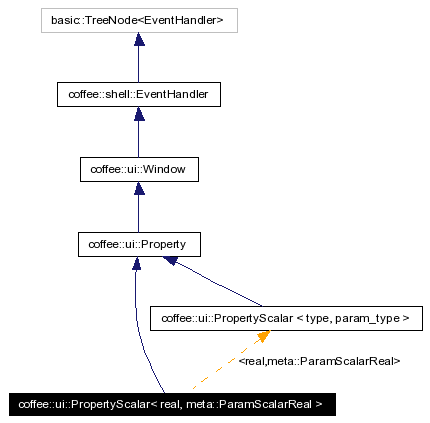 basic::TreeNode<EventHandler>
coffee::shell::EventHandler
coffee::ui::Window
coffee::ui::Property
coffee::ui::PropertyScalar < type, param_type >
<real,meta::ParamScalarReal>
coffee::ui::PropertyScalar< real, meta::ParamScalarReal >